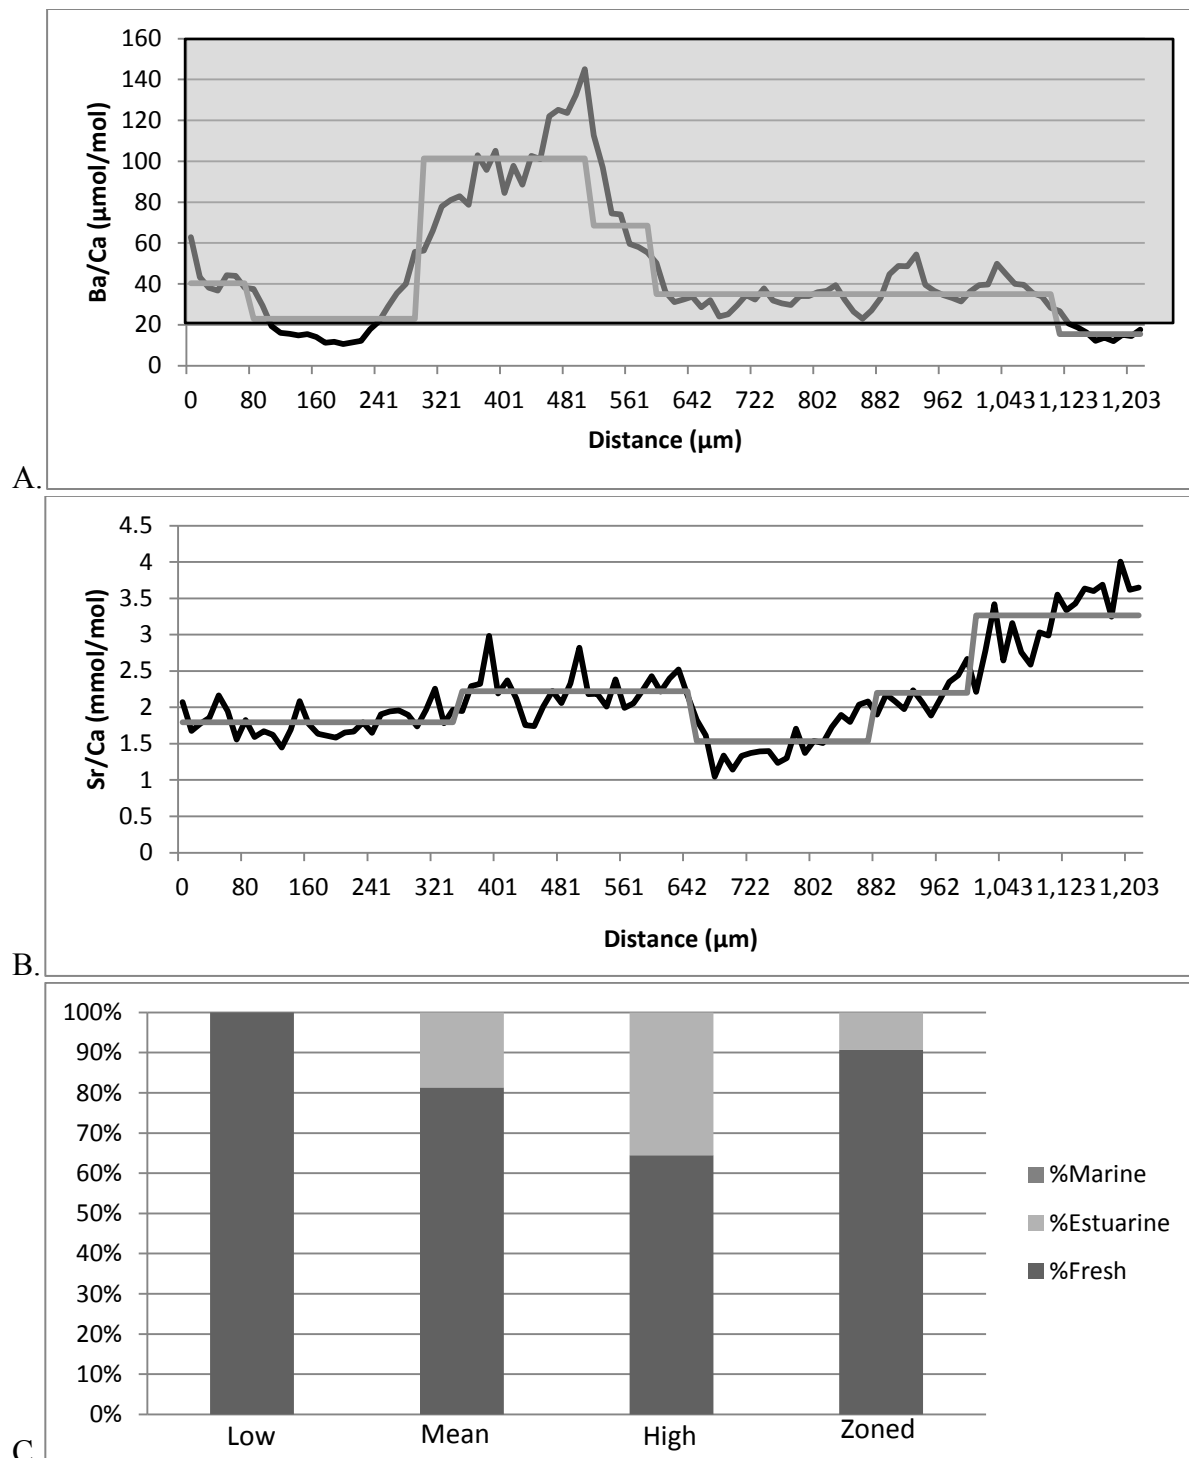 160
140
120
100
80
60
40
20
0
Ba/Ca (µmol/mol)
0 80 160 241 321 401 481 561 642 722 802 882 962 1,043 1,123 1,203
Distance (µm)
A.
4.5
4
3.5
3
2.5
2
1.5
1
0.5
0
Sr/Ca (mmol/mol)
0 80 160 241 321 401 481 561 642 722 802 882 962 1,043 1,123 1,203
Distance (µm)
B.
100%
90%
80%
70%
60%
50%
40%
30%
20%
10%
0%
Low Mean High Zoned
%Marine
%Estuarine
%Fresh
C